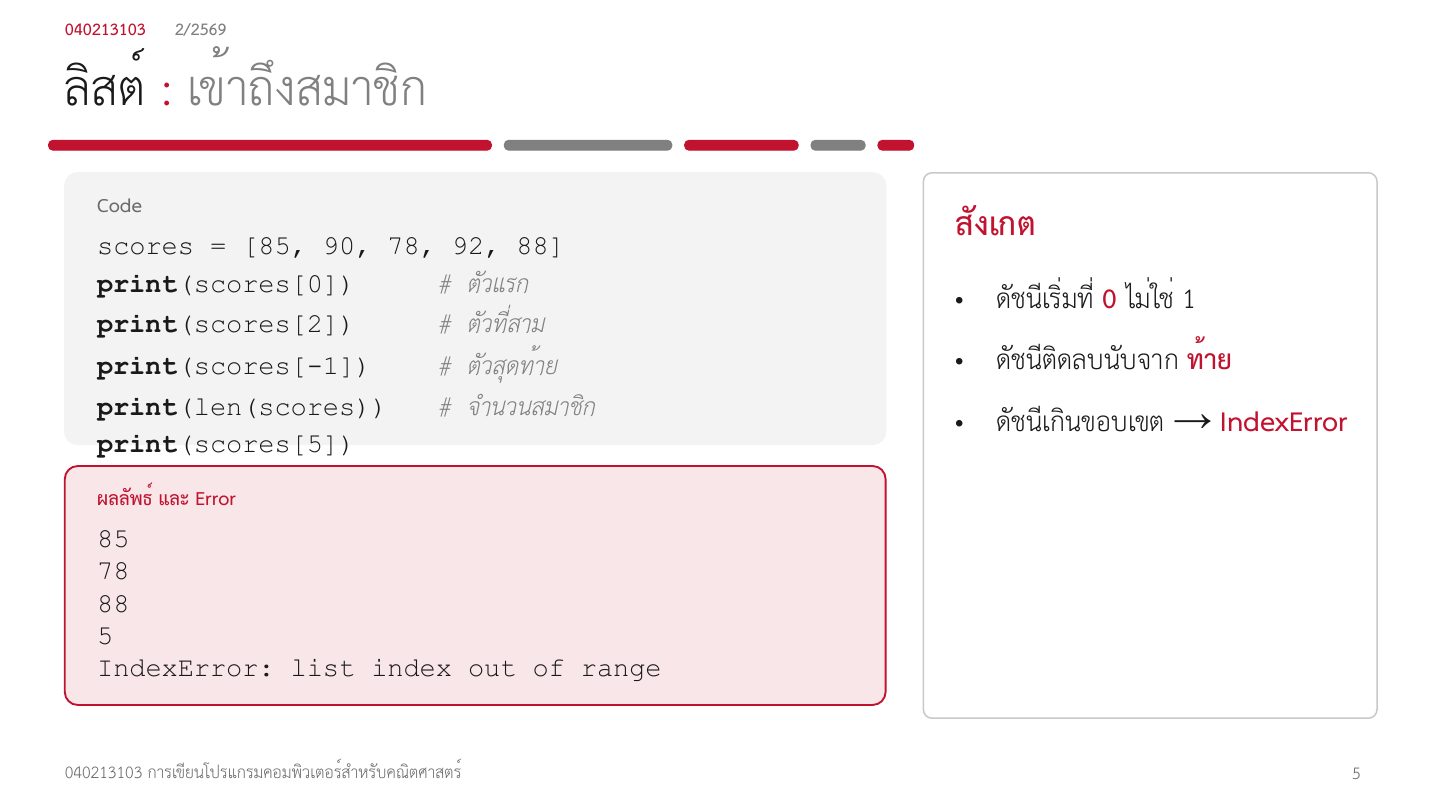 040213103 2/2569
ลิสต์ : เข้าถึงสมาชิก
Code
scores = [85, 90, 78, 92, 88]
print(scores[0]) # ตัวแรก
print(scores[2]) # ตัวที่สาม
print(scores[-1]) # ตัวสุดท้าย
print(len(scores)) # จำนวนสมาชิก
print(scores[5])
ผลลัพธ์ และ Error
85
78
88
5
IndexError: list index out of range
สังเกต
• ดัชนีเริ่มที่ 0 ไม่ใช่ 1
• ดัชนีติดลบนับจาก ท้าย
• ดัชนีเกินขอบเขต → IndexError
040213103 การเขียนโปรแกรมคอมพิวเตอร์สำหรับคณิตศาสตร์
5